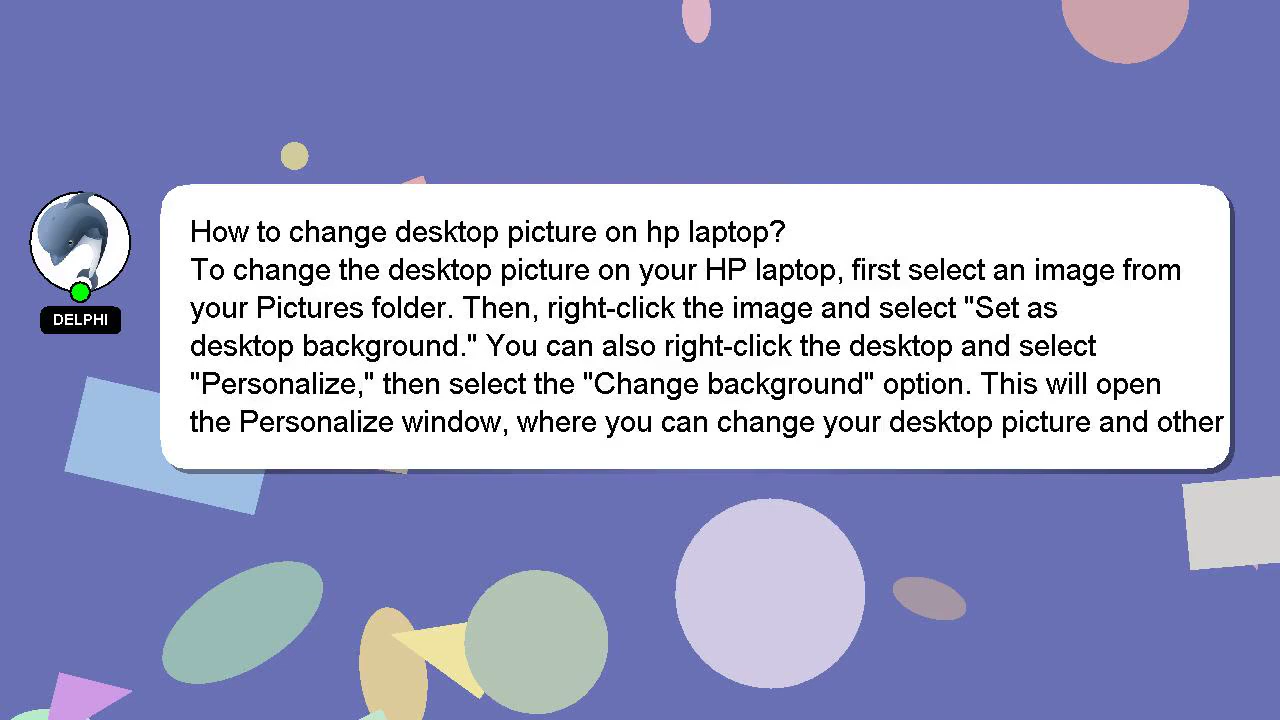 DELPHI
How to change desktop picture on hp laptop?
To change the desktop picture on your HP laptop, first select an image from
your Pictures folder. Then, right-click the image and select "Set as
desktop background." You can also right-click the desktop and select
"Personalize," then select the "Change background" option. This will open
the Personalize window, where you can change your desktop picture and other